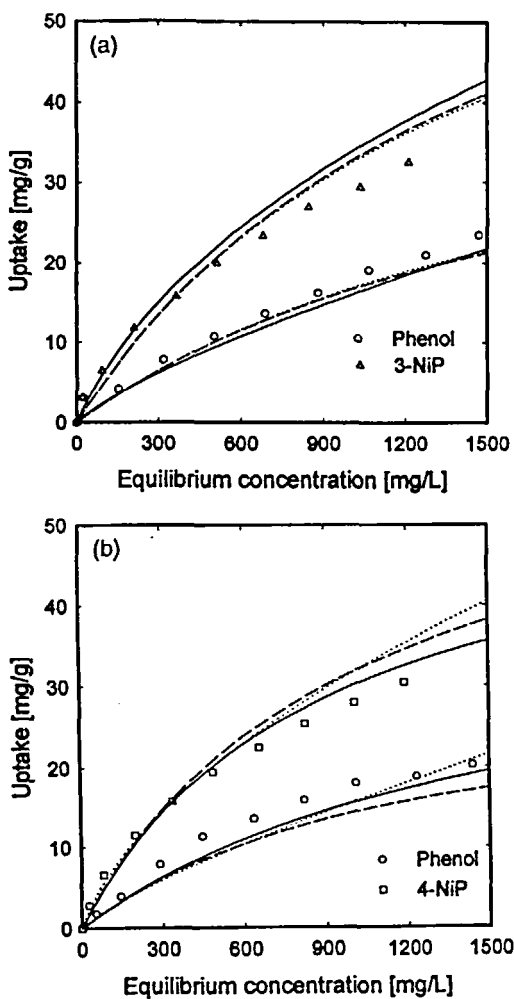 (a)
50
40
30
20
10
0
Uptake [mg/g]
Phenol
3-NiP
0 300 600 900 1200 1500
Equilibrium concentration [mg/L]
(b)
50
40
30
20
10
0
Uptake [mg/g]
Phenol
4-NiP
0 300 600 900 1200 1500
Equilibrium concentration [mg/L]